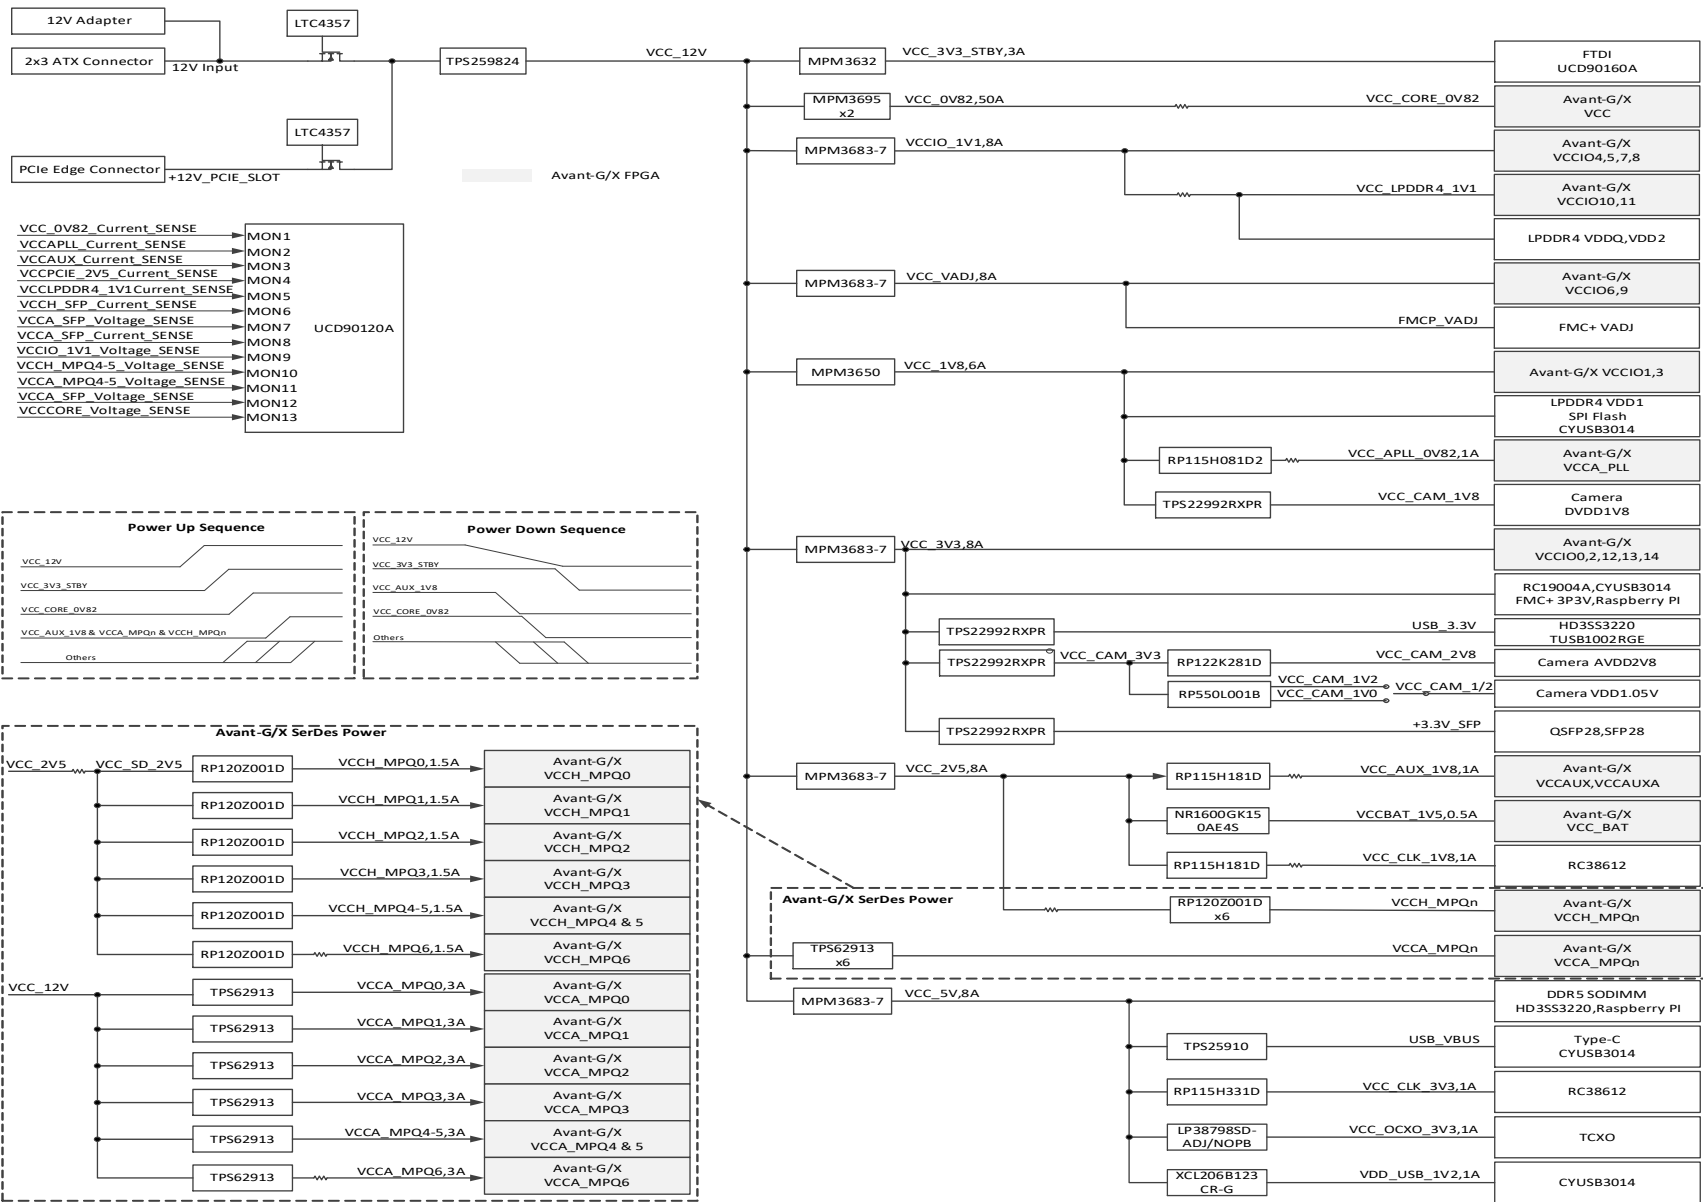 12V Adapter
2x3 ATX Connector
12V Input
LTC4357
TPS259824
VCC_12V
LTC4357
PCIe Edge Connector
+12V_PCIE_SLOT
Avant-G/X FPGA
VCC_0V82_Current_SENSE
VCCAPLL_Current_SENSE
VCCAUX_Current_SENSE
VCCPCIE_2V5_Current_SENSE
VCCLPDDR4_1V1Current_SENSE
VCCH_SFP_Current_SENSE
VCCA_SFP_Voltage_SENSE
VCCA_SFP_Current_SENSE
VCCIO_1V1_Voltage_SENSE
VCCH_MPQ4-5_Voltage_SENSE
VCCA_MPQ4-5_Voltage_SENSE
VCCA_SFP_Voltage_SENSE
VCCCORE_Voltage_SENSE
MON1
MON2
MON3
MON4
MON5
MON6
MON7
MON8
MON9
MON10
MON11
MON12
MON13
UCD90120A
Power Up Sequence
VCC_12V
VCC_3V3_STBY
VCC_CORE_0V82
VCC_AUX_1V8 & VCCA_MPQn & VCCH_MPQn
Others
Power Down Sequence
VCC_12V
VCC_3V3_STBY
VCC_AUX_1V8
VCC_CORE_0V82
Others
Avant-G/X SerDes Power
VCC_2V5
VCC_SD_2V5
RP120Z001D
VCCH_MPQ0,1.5A
Avant-G/X
VCCH_MPQ0
RP120Z001D
VCCH_MPQ1,1.5A
Avant-G/X
VCCH_MPQ1
RP120Z001D
VCCH_MPQ2,1.5A
Avant-G/X
VCCH_MPQ2
RP120Z001D
VCCH_MPQ3,1.5A
Avant-G/X
VCCH_MPQ3
RP120Z001D
VCCH_MPQ4-5,1.5A
Avant-G/X
VCCH_MPQ4 & 5
RP120Z001D
VCCH_MPQ6,1.5A
Avant-G/X
VCCH_MPQ6
VCC_12V
TPS62913
VCCA_MPQ0,3A
Avant-G/X
VCCA_MPQ0
TPS62913
VCCA_MPQ1,3A
Avant-G/X
VCCA_MPQ1
TPS62913
VCCA_MPQ2,3A
Avant-G/X
VCCA_MPQ2
TPS62913
VCCA_MPQ3,3A
Avant-G/X
VCCA_MPQ3
TPS62913
VCCA_MPQ4-5,3A
Avant-G/X
VCCA_MPQ4 & 5
TPS62913
VCCA_MPQ6,3A
Avant-G/X
VCCA_MPQ6
MPM3632
VCC_3V3_STBY,3A
FTDI
UCD90160A
MPM3695
x2
VCC_0V82,50A
VCC_CORE_0V82
Avant-G/X
VCC
MPM3683-7
VCCIO_1V1,8A
Avant-G/X
VCCIO4,5,7,8
VCC_LPDDR4_1V1
Avant-G/X
VCCIO10,11
LPDDR4 VDDQ,VDD2
MPM3683-7
VCC_VADJ,8A
Avant-G/X
VCCIO6,9
FMCP_VADJ
FMC+ VADJ
MPM3650
VCC_1V8,6A
Avant-G/X VCCIO1,3
LPDDR4 VDD1
SPI Flash
CYUSB3014
RP115H081D2
VCC_APLL_0V82,1A
Avant-G/X
VCCA_PLL
TPS22992RXPR
VCC_CAM_1V8
Camera
DVDD1V8
MPM3683-7
VCC_3V3,8A
Avant-G/X
VCCIO0,2,12,13,14
RC19004A,CYUSB3014
FMC+ 3P3V,Raspberry PI
TPS22992RXPR
USB_3.3V
HD3SS3220
TUSB1002RGE
TPS22992RXPR
VCC_CAM_3V3
RP122K281D
VCC_CAM_2V8
Camera AVDD2V8
RP550L001B
VCC_CAM_1V2
VCC_CAM_1V0
VCC_CAM_1/2
Camera VDD1.05V
TPS22992RXPR
+3.3V_SFP
QSFP28,SFP28
MPM3683-7
VCC_2V5,8A
RP115H181D
VCC_AUX_1V8,1A
Avant-G/X
VCCAUX,VCCAUXA
NR1600GK15
0AE4S
VCCBAT_1V5,0.5A
Avant-G/X
VCC_BAT
RP115H181D
VCC_CLK_1V8,1A
RC38612
Avant-G/X SerDes Power
RP120Z001D
x6
VCCH_MPQn
Avant-G/X
VCCH_MPQn
TPS62913
x6
VCCA_MPQn
Avant-G/X
VCCA_MPQn
MPM3683-7
VCC_5V,8A
DDR5 SODIMM
HD3SS3220,Raspberry PI
TPS25910
USB_VBUS
Type-C
CYUSB3014
RP115H331D
VCC_CLK_3V3,1A
RC38612
LP38798SD-
ADJ/NOPB
VCC_OCXO_3V3,1A
TCXO
XCL206B123
CR-G
VDD_USB_1V2,1A
CYUSB3014